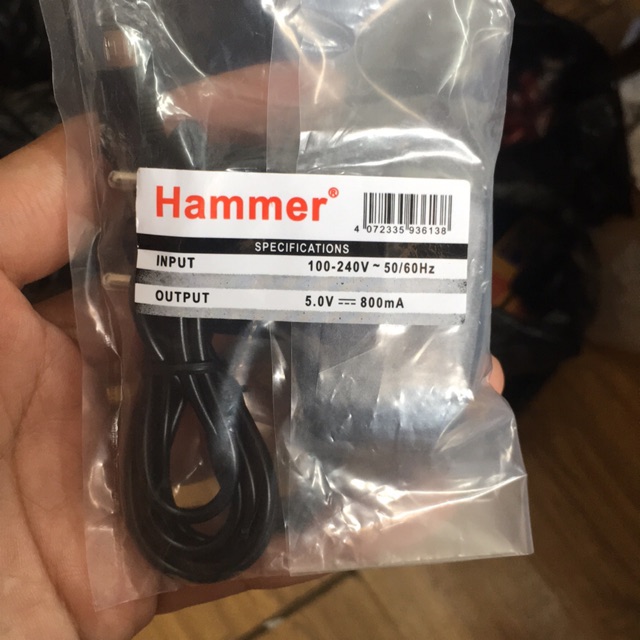 Hammer®
4 072335 936138
SPECIFICATIONS
INPUT 100-240V ~ 50/60Hz
OUTPUT 5.0V ⎓ 800mA